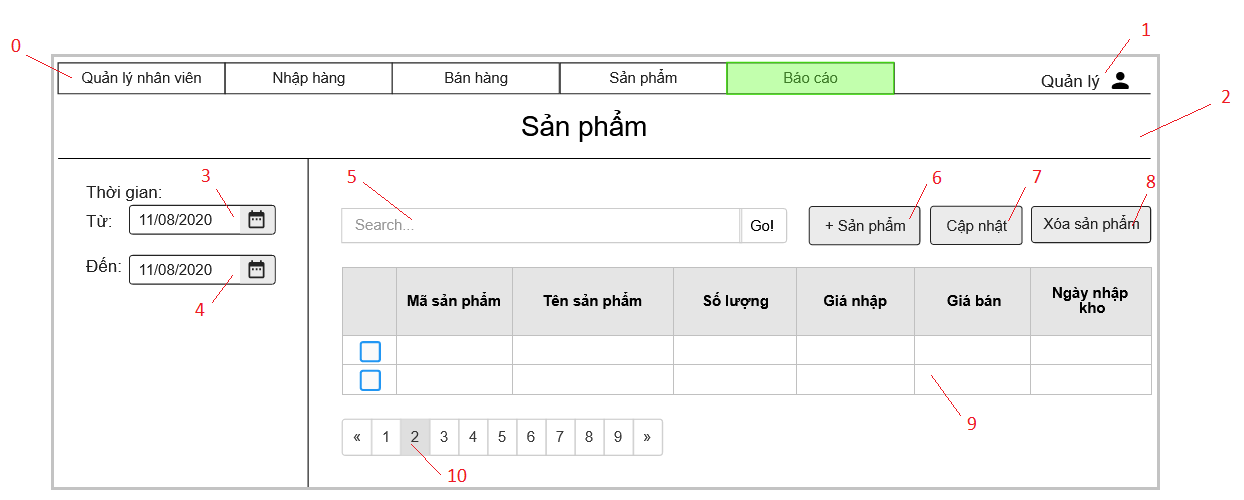 0
1
Quản lý nhân viên
Nhập hàng
Bán hàng
Sản phẩm
Báo cáo
Quản lý
2
Sản phẩm
3
5
6
7
8
Thời gian:
Từ:
11/08/2020
Search...
Go!
+ Sản phẩm
Cập nhật
Xóa sản phẩm
Đến:
11/08/2020
4
Mã sản phẩm
Tên sản phẩm
Số lượng
Giá nhập
Giá bán
Ngày nhập
kho
9
« 1 2 3 4 5 6 7 8 9 »
10